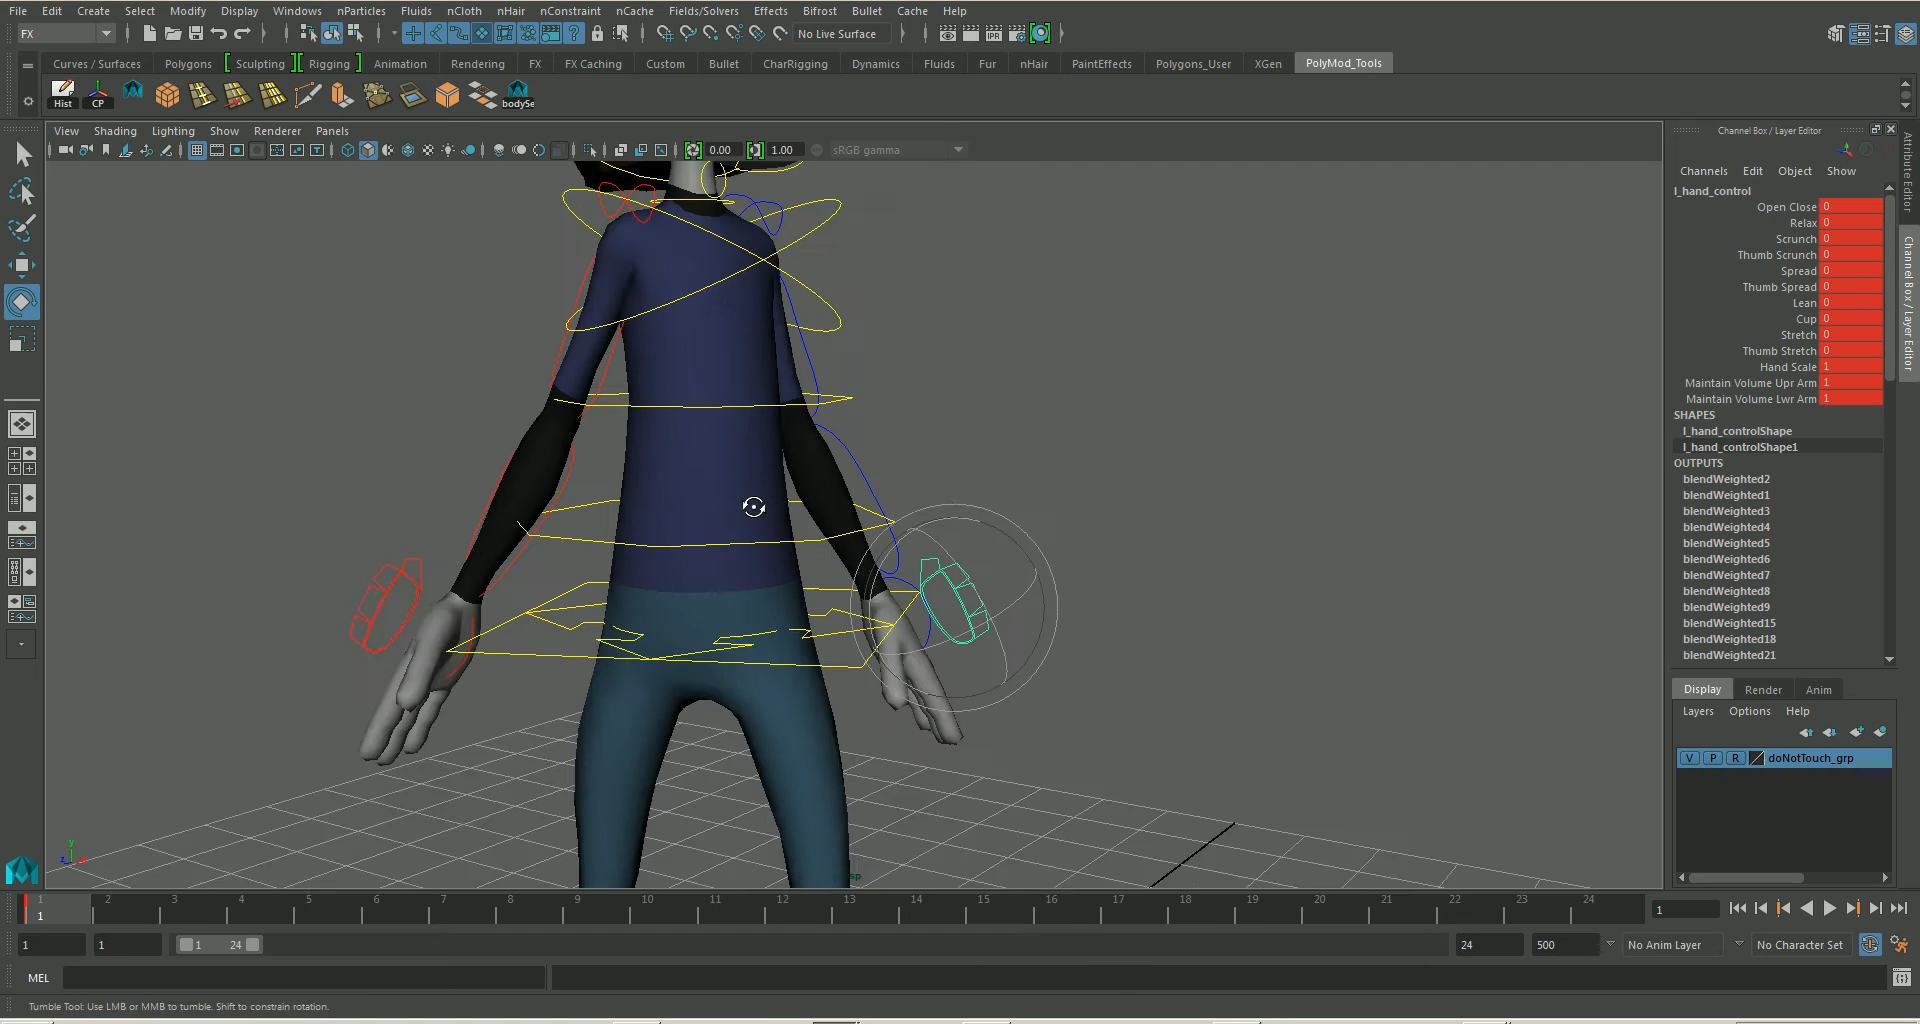 File Edit Create Select Modify Display Windows nParticles Fluids nCloth nHair nConstraint nCache Fields/Solvers Effects Bifrost Bullet Cache Help
FX
No Live Surface
IPR
Curves / Surfaces Polygons Sculpting Rigging Animation Rendering FX FX Caching Custom Bullet CharRigging Dynamics Fluids Fur nHair PaintEffects Polygons_User XGen PolyMod_Tools
Hist CP bodySe
View Shading Lighting Show Renderer Panels
0.00 1.00 sRGB gamma
Channel Box / Layer Editor
Channels Edit Object Show
l_hand_control
Open Close 0
Relax 0
Scrunch 0
Thumb Scrunch 0
Spread 0
Thumb Spread 0
Lean 0
Cup 0
Stretch 0
Thumb Stretch 0
Hand Scale 1
Maintain Volume Upr Arm 1
Maintain Volume Lwr Arm 1
SHAPES
l_hand_controlShape
l_hand_controlShape1
OUTPUTS
blendWeighted2
blendWeighted1
blendWeighted3
blendWeighted4
blendWeighted5
blendWeighted6
blendWeighted7
blendWeighted8
blendWeighted9
blendWeighted15
blendWeighted18
blendWeighted21
Attribute Editor
Channel Box / Layer Editor
Display Render Anim
Layers Options Help
V P R doNotTouch_grp
y
z x
1 2 3 4 5 6 7 8 9 10 11 12 13 14 15 16 17 18 19 20 21 22 23 24
1
1
1 1 1 24 24 500 No Anim Layer No Character Set
MEL
Tumble Tool: Use LMB or MMB to tumble. Shift to constrain rotation.